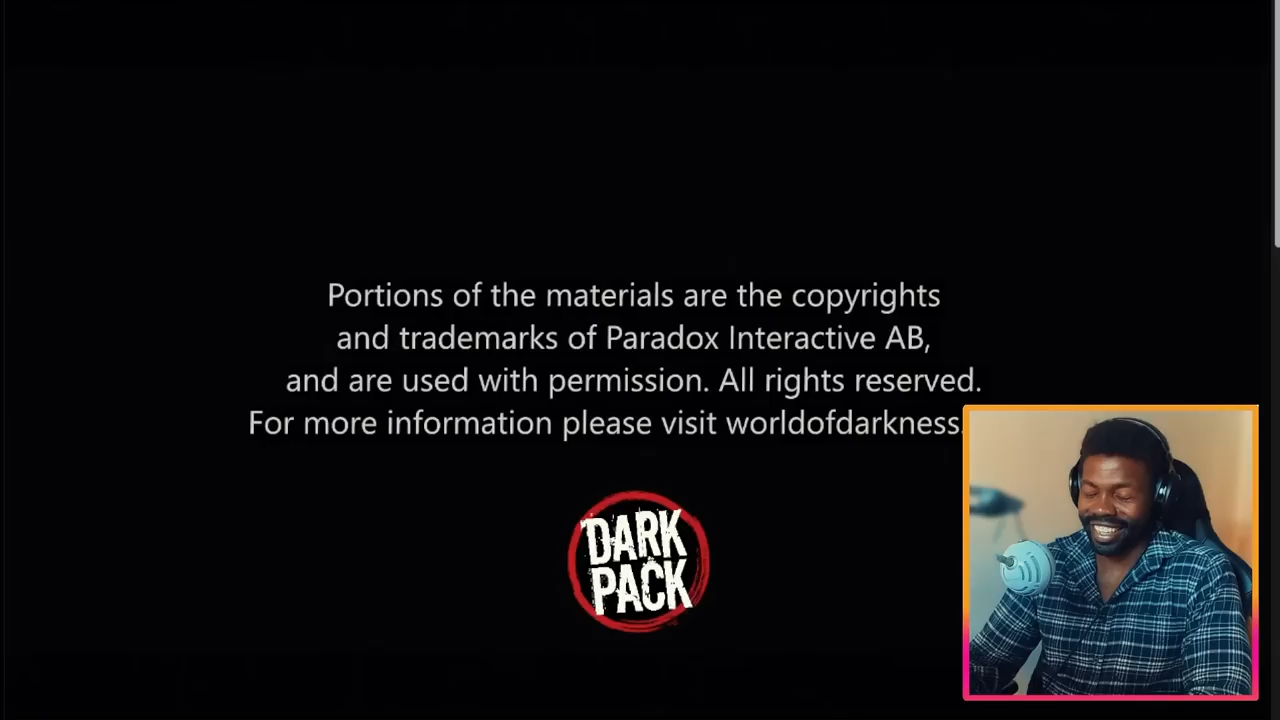 Portions of the materials are the copyrights
and trademarks of Paradox Interactive AB,
and are used with permission. All rights reserved.
For more information please visit worldofdarkness.
DARK
PACK